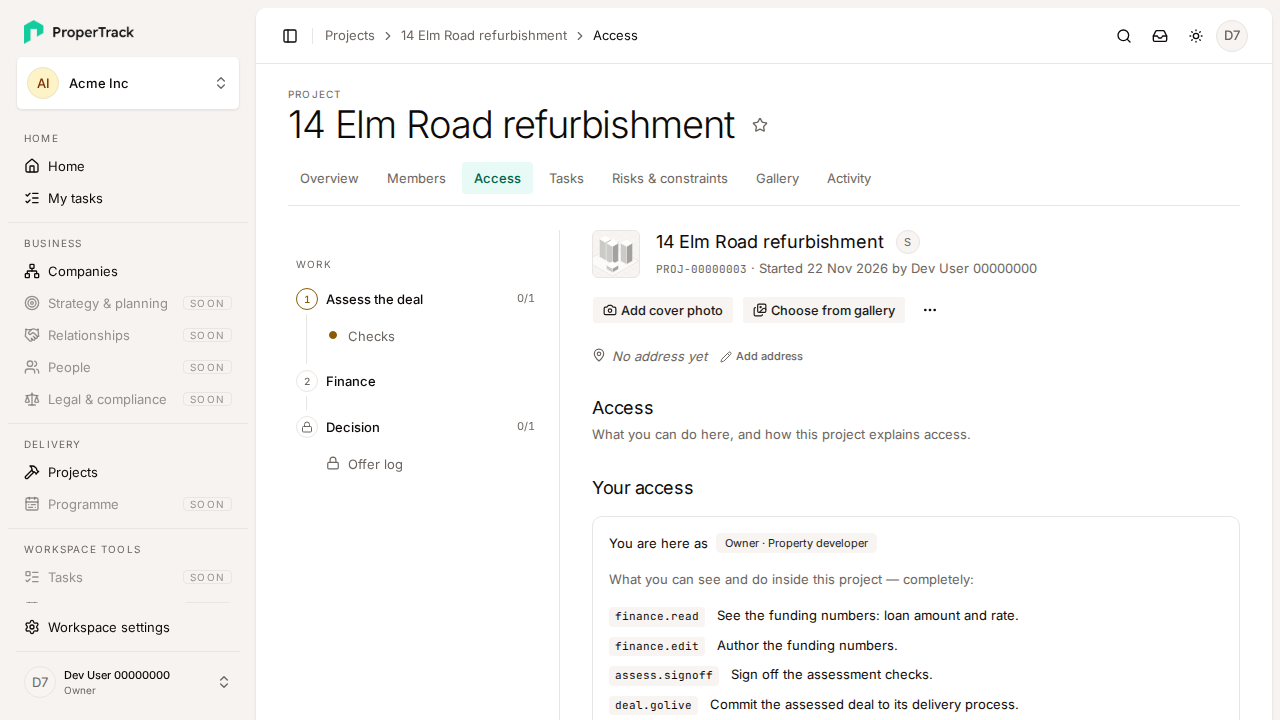 ProperTrack
AI
Acme Inc
HOME
Home
My tasks
BUSINESS
Companies
Strategy & planning SOON
Relationships SOON
People SOON
Legal & compliance SOON
DELIVERY
Projects
Programme SOON
WORKSPACE TOOLS
Tasks SOON
Workspace settings
D7
Dev User 00000000
Owner
Projects > 14 Elm Road refurbishment > Access
D7
PROJECT
14 Elm Road refurbishment
Overview Members Access Tasks Risks & constraints Gallery Activity
WORK
1 Assess the deal 0/1
Checks
2 Finance
Decision 0/1
Offer log
14 Elm Road refurbishment S
PROJ-00000003 · Started 22 Nov 2026 by Dev User 00000000
Add cover photo Choose from gallery
No address yet Add address
Access
What you can do here, and how this project explains access.
Your access
You are here as Owner · Property developer
What you can see and do inside this project — completely:
finance.read See the funding numbers: loan amount and rate.
finance.edit Author the funding numbers.
assess.signoff Sign off the assessment checks.
deal.golive Commit the assessed deal to its delivery process.